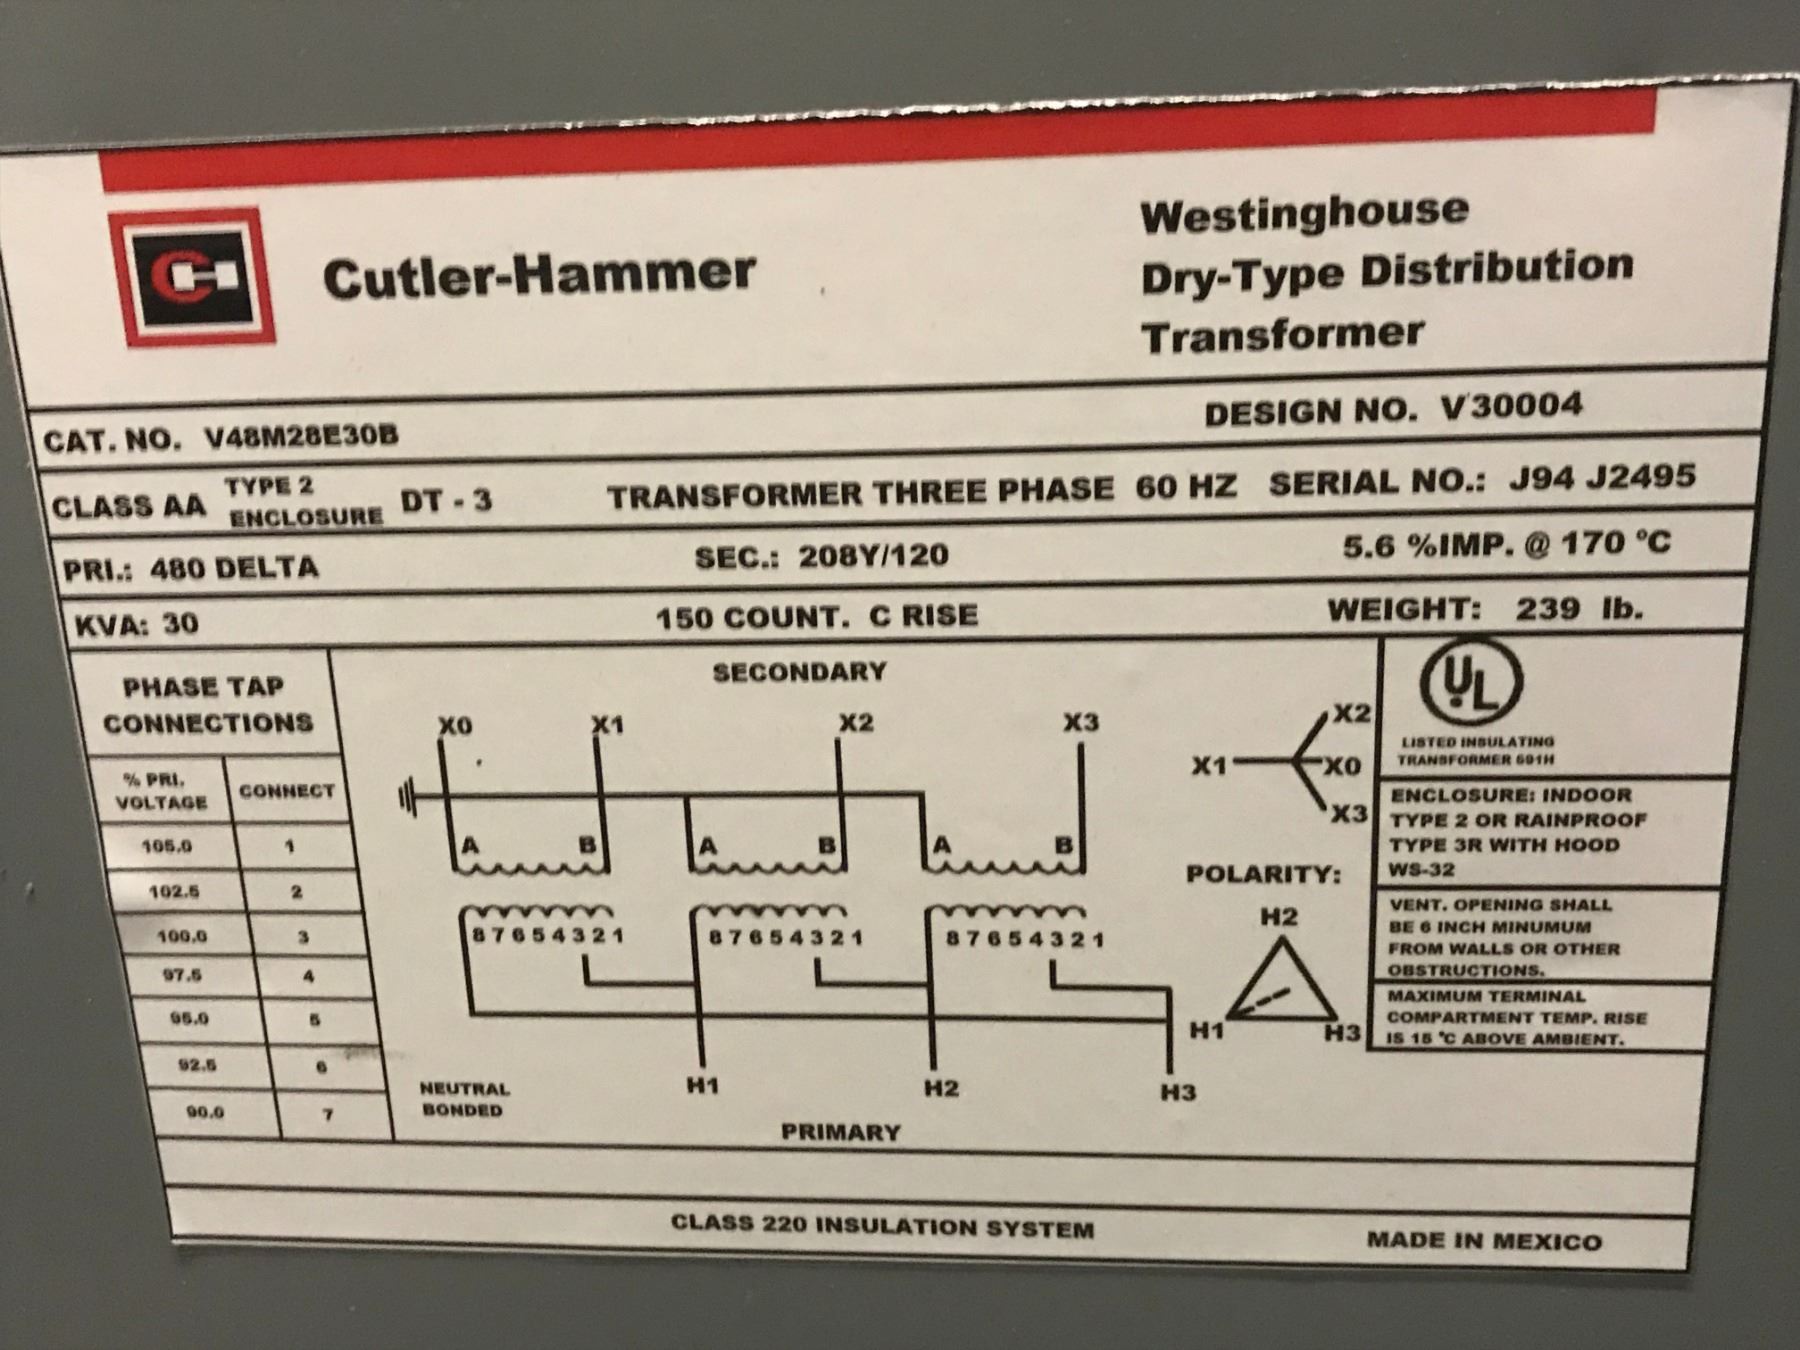 Cutler-Hammer
Westinghouse
Dry-Type Distribution
Transformer
CAT. NO. V48M28E30B
DESIGN NO. V30004
CLASS AA TYPE 2 ENCLOSURE DT - 3 TRANSFORMER THREE PHASE 60 HZ SERIAL NO.: J94 J2495
PRI.: 480 DELTA SEC.: 208Y/120 5.6 %IMP. @ 170 °C
KVA: 30 150 COUNT. C RISE WEIGHT: 239 lb.
PHASE TAP
CONNECTIONS
% PRI.
VOLTAGE CONNECT
105.0 1
102.5 2
100.0 3
97.5 4
95.0 5
92.5 6
90.0 7
SECONDARY
X0 X1 X2 X3
A B A B A B
8 7 6 5 4 3 2 1 8 7 6 5 4 3 2 1 8 7 6 5 4 3 2 1
H1 H2 H3
NEUTRAL
BONDED
PRIMARY
X2
X1 X0
X3
POLARITY:
H2
H1 H3
UL
LISTED INSULATING
TRANSFORMER 591H
ENCLOSURE: INDOOR
TYPE 2 OR RAINPROOF
TYPE 3R WITH HOOD
WS-32
VENT. OPENING SHALL
BE 6 INCH MINUMUM
FROM WALLS OR OTHER
OBSTRUCTIONS.
MAXIMUM TERMINAL
COMPARTMENT TEMP. RISE
IS 15 °C ABOVE AMBIENT.
CLASS 220 INSULATION SYSTEM
MADE IN MEXICO